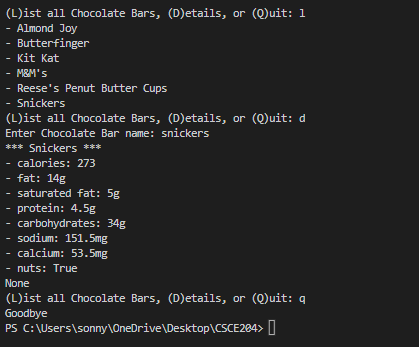 (L)ist all Chocolate Bars, (D)etails, or (Q)uit: l
- Almond Joy
- Butterfinger
- Kit Kat
- M&M's
- Reese's Penut Butter Cups
- Snickers
(L)ist all Chocolate Bars, (D)etails, or (Q)uit: d
Enter Chocolate Bar name: snickers
*** Snickers ***
- calories: 273
- fat: 14g
- saturated fat: 5g
- protein: 4.5g
- carbohydrates: 34g
- sodium: 151.5mg
- calcium: 53.5mg
- nuts: True
None
(L)ist all Chocolate Bars, (D)etails, or (Q)uit: q
Goodbye
PS C:\Users\sonny\OneDrive\Desktop\CSCE204>